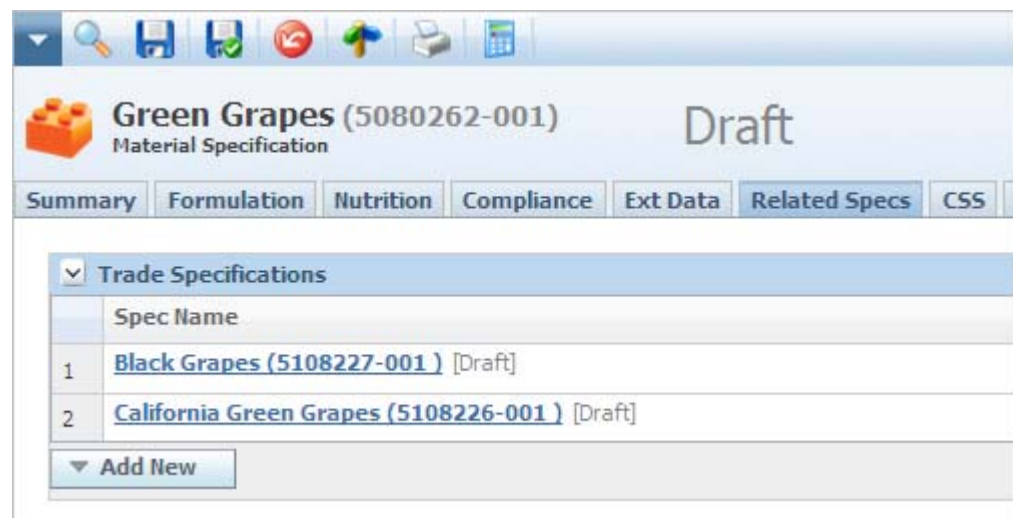 Green Grapes (5080262-001)
Draft
Material Specification
Summary Formulation Nutrition Compliance Ext Data Related Specs CSS
Trade Specifications
Spec Name
1 Black Grapes (5108227-001 ) [Draft]
2 California Green Grapes (5108226-001 ) [Draft]
Add New